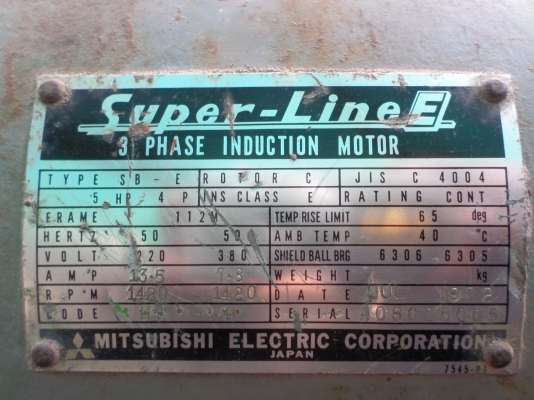 Super-Line E
3 PHASE INDUCTION MOTOR
TYPE SB-E ROTOR C JIS C 4004
5 HP 4 P INS CLASS E RATING CONT
FRAME 112M TEMP RISE LIMIT 65 deg
HERTZ 50 50 AMB TEMP 40 °C
VOLT 220 380 SHIELD BALL BRG 6306 6305
AMP 13.5 7.8 WEIGHT kg
RPM 1420 1420 DATE
CODE H SERIAL
MITSUBISHI ELECTRIC CORPORATION
JAPAN